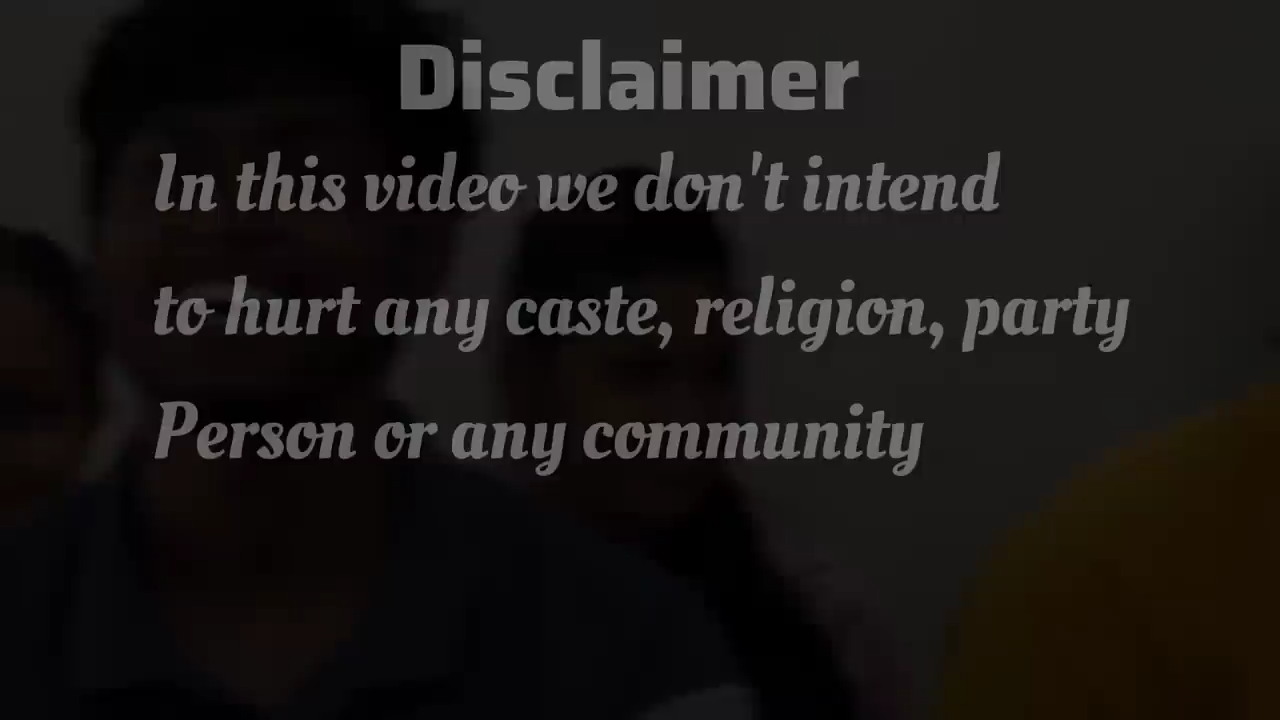 Disclaimer
In this video we don't intend
to hurt any caste, religion, party
Person or any community